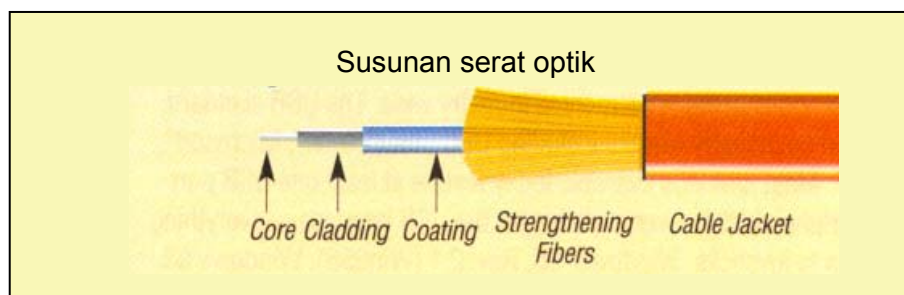 Susunan serat optik
Core Cladding Coating Strengthening Fibers Cable Jacket